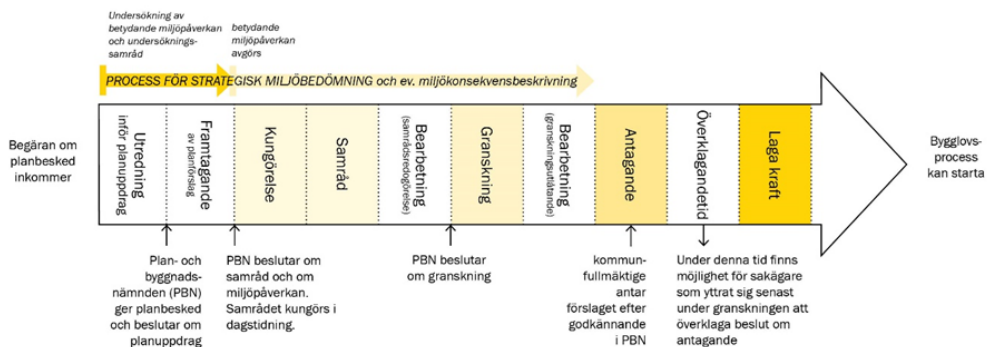 Undersökning av
betydande miljöpåverkan
och undersöknings-
samråd
betydande
miljöpåverkan
avgörs
PROCESS FÖR STRATEGISK MILJÖBEDÖMNING och ev. miljökonsekvensbeskrivning
Begäran om
planbesked
inkommer
Utredning
inför planuppdrag
Framtagande
av planförslag
Kungörelse
Samråd
Bearbetning
(samrådsredogörelse)
Granskning
Bearbetning
(granskningsutlåtande)
Antagande
Överklagandetid
Laga kraft
Bygglovs-
process
kan starta
Plan- och
byggnads-
nämnden (PBN)
ger planbesked
och beslutar om
planuppdrag
PBN beslutar om
samråd och om
miljöpåverkan.
Samrådet kungörs i
dagstidning.
PBN beslutar
om granskning
kommun-
fullmäktige
antar
förslaget efter
godkännande
i PBN
Under denna tid finns
möjlighet för sakägare
som yttrat sig senast
under granskningen att
överklaga beslut om
antagande